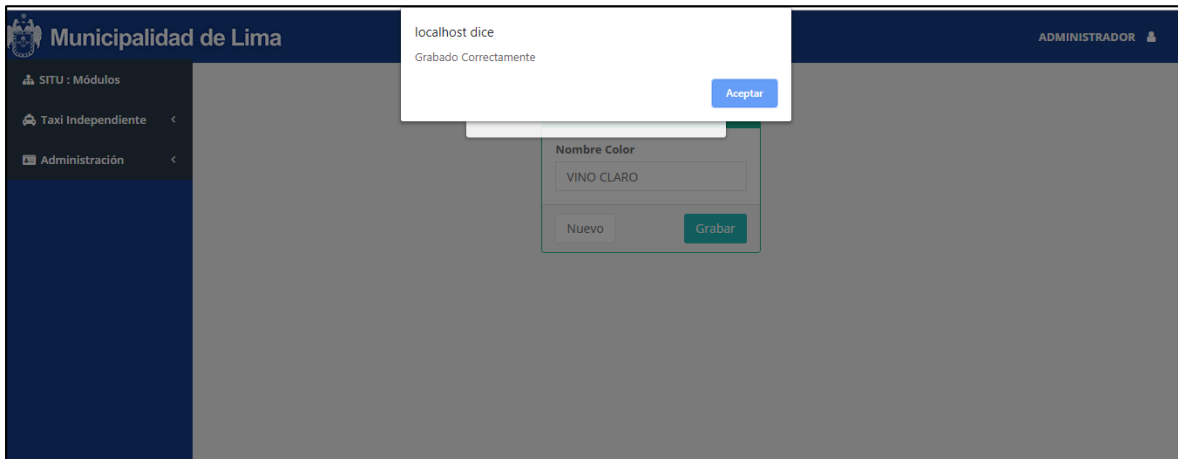 localhost dice
Grabado Correctamente
Aceptar
Municipalidad de Lima
ADMINISTRADOR
SITU : Módulos
Taxi Independiente
Administración
Nombre Color
VINO CLARO
Nuevo
Grabar